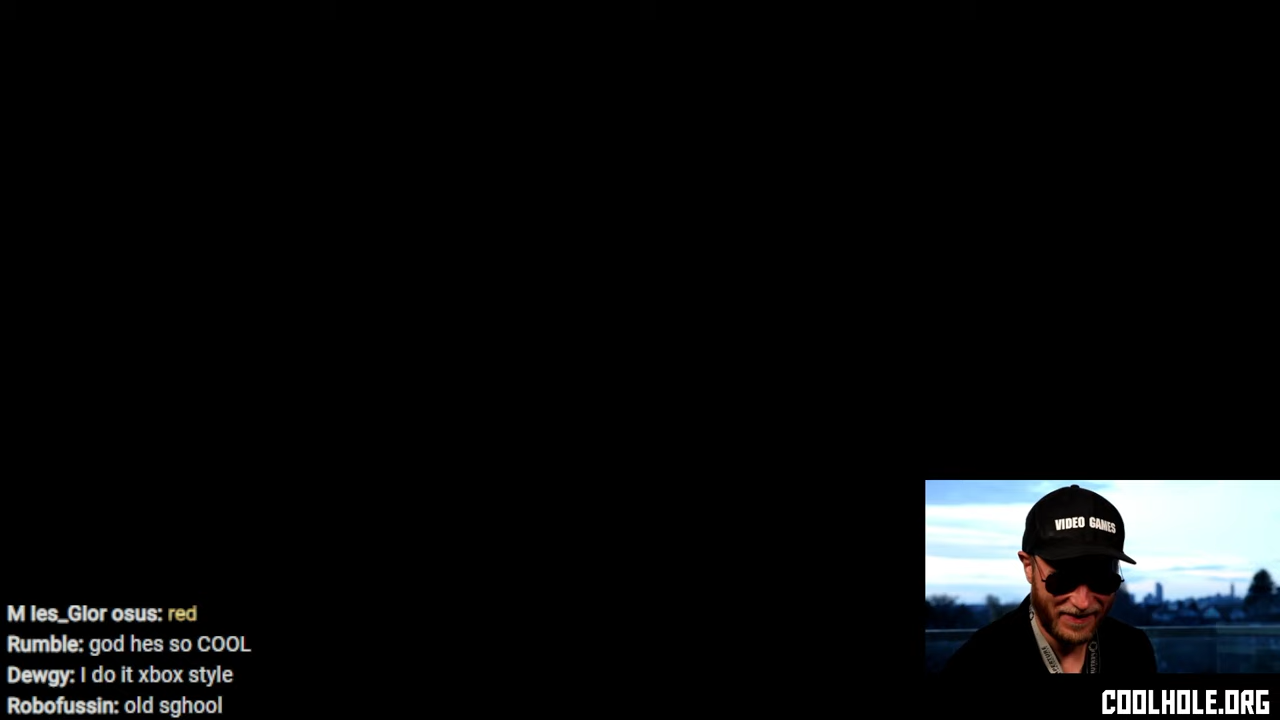 VIDEO GAMES
M les_Glor osus: red
Rumble: god hes so COOL
Dewgy: I do it xbox style
Robofussin: old sghool
COOLHOLE.ORG